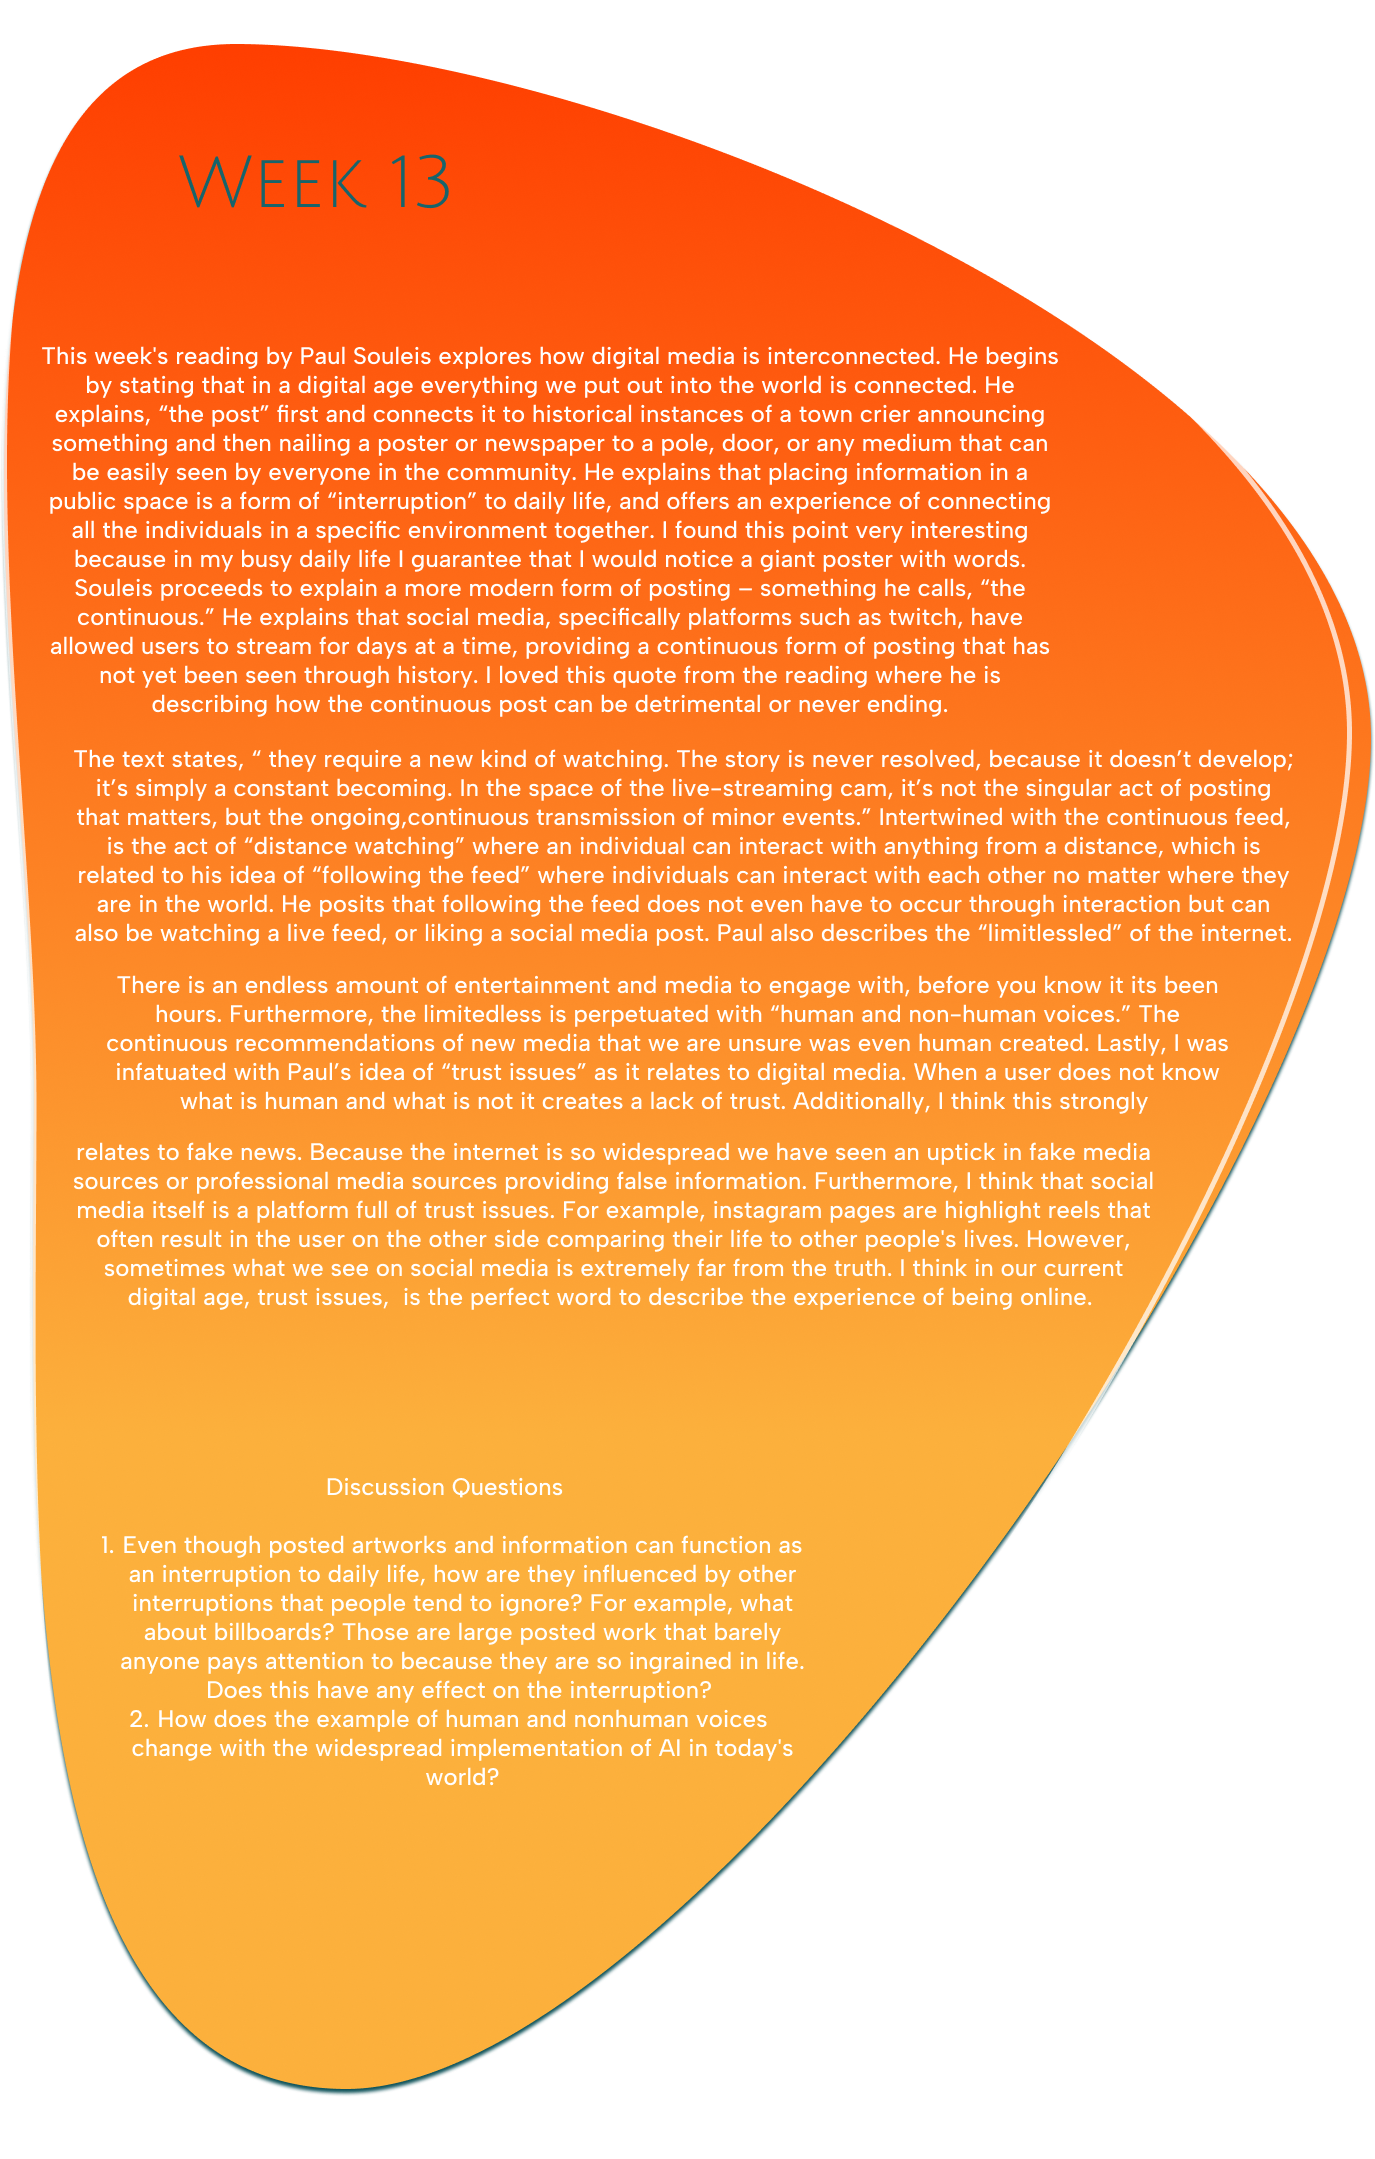 Week 13
This week's reading by Paul Souleis explores how digital media is interconnected. He begins
by stating that in a digital age everything we put out into the world is connected. He
explains, “the post” first and connects it to historical instances of a town crier announcing
something and then nailing a poster or newspaper to a pole, door, or any medium that can
be easily seen by everyone in the community. He explains that placing information in a
public space is a form of “interruption” to daily life, and offers an experience of connecting
all the individuals in a specific environment together. I found this point very interesting
because in my busy daily life I guarantee that I would notice a giant poster with words.
Souleis proceeds to explain a more modern form of posting – something he calls, “the
continuous.” He explains that social media, specifically platforms such as twitch, have
allowed users to stream for days at a time, providing a continuous form of posting that has
not yet been seen through history. I loved this quote from the reading where he is
describing how the continuous post can be detrimental or never ending.
The text states, “ they require a new kind of watching. The story is never resolved, because it doesn’t develop;
it’s simply a constant becoming. In the space of the live-streaming cam, it’s not the singular act of posting
that matters, but the ongoing,continuous transmission of minor events.” Intertwined with the continuous feed,
is the act of “distance watching” where an individual can interact with anything from a distance, which is
related to his idea of “following the feed” where individuals can interact with each other no matter where they
are in the world. He posits that following the feed does not even have to occur through interaction but can
also be watching a live feed, or liking a social media post. Paul also describes the “limitlessled” of the internet.
There is an endless amount of entertainment and media to engage with, before you know it its been
hours. Furthermore, the limitedless is perpetuated with “human and non-human voices.” The
continuous recommendations of new media that we are unsure was even human created. Lastly, I was
infatuated with Paul’s idea of “trust issues” as it relates to digital media. When a user does not know
what is human and what is not it creates a lack of trust. Additionally, I think this strongly
relates to fake news. Because the internet is so widespread we have seen an uptick in fake media
sources or professional media sources providing false information. Furthermore, I think that social
media itself is a platform full of trust issues. For example, instagram pages are highlight reels that
often result in the user on the other side comparing their life to other people's lives. However,
sometimes what we see on social media is extremely far from the truth. I think in our current
digital age, trust issues,  is the perfect word to describe the experience of being online.
Discussion Questions
1. Even though posted artworks and information can function as
an interruption to daily life, how are they influenced by other
interruptions that people tend to ignore? For example, what
about billboards? Those are large posted work that barely
anyone pays attention to because they are so ingrained in life.
Does this have any effect on the interruption?
2. How does the example of human and nonhuman voices
change with the widespread implementation of AI in today's
world?